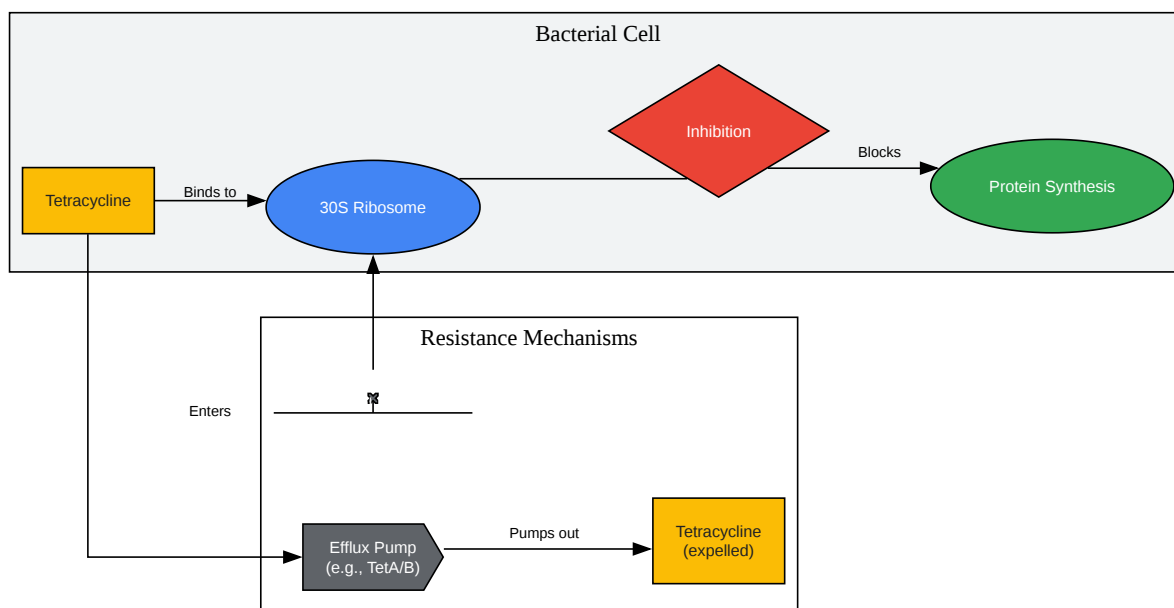 Bacterial Cell
Inhibition
Blocks
Tetracycline
Binds to
30S Ribosome
Protein Synthesis
Resistance Mechanisms
Enters
Efflux Pump
(e.g., TetA/B)
Pumps out
Tetracycline
(expelled)